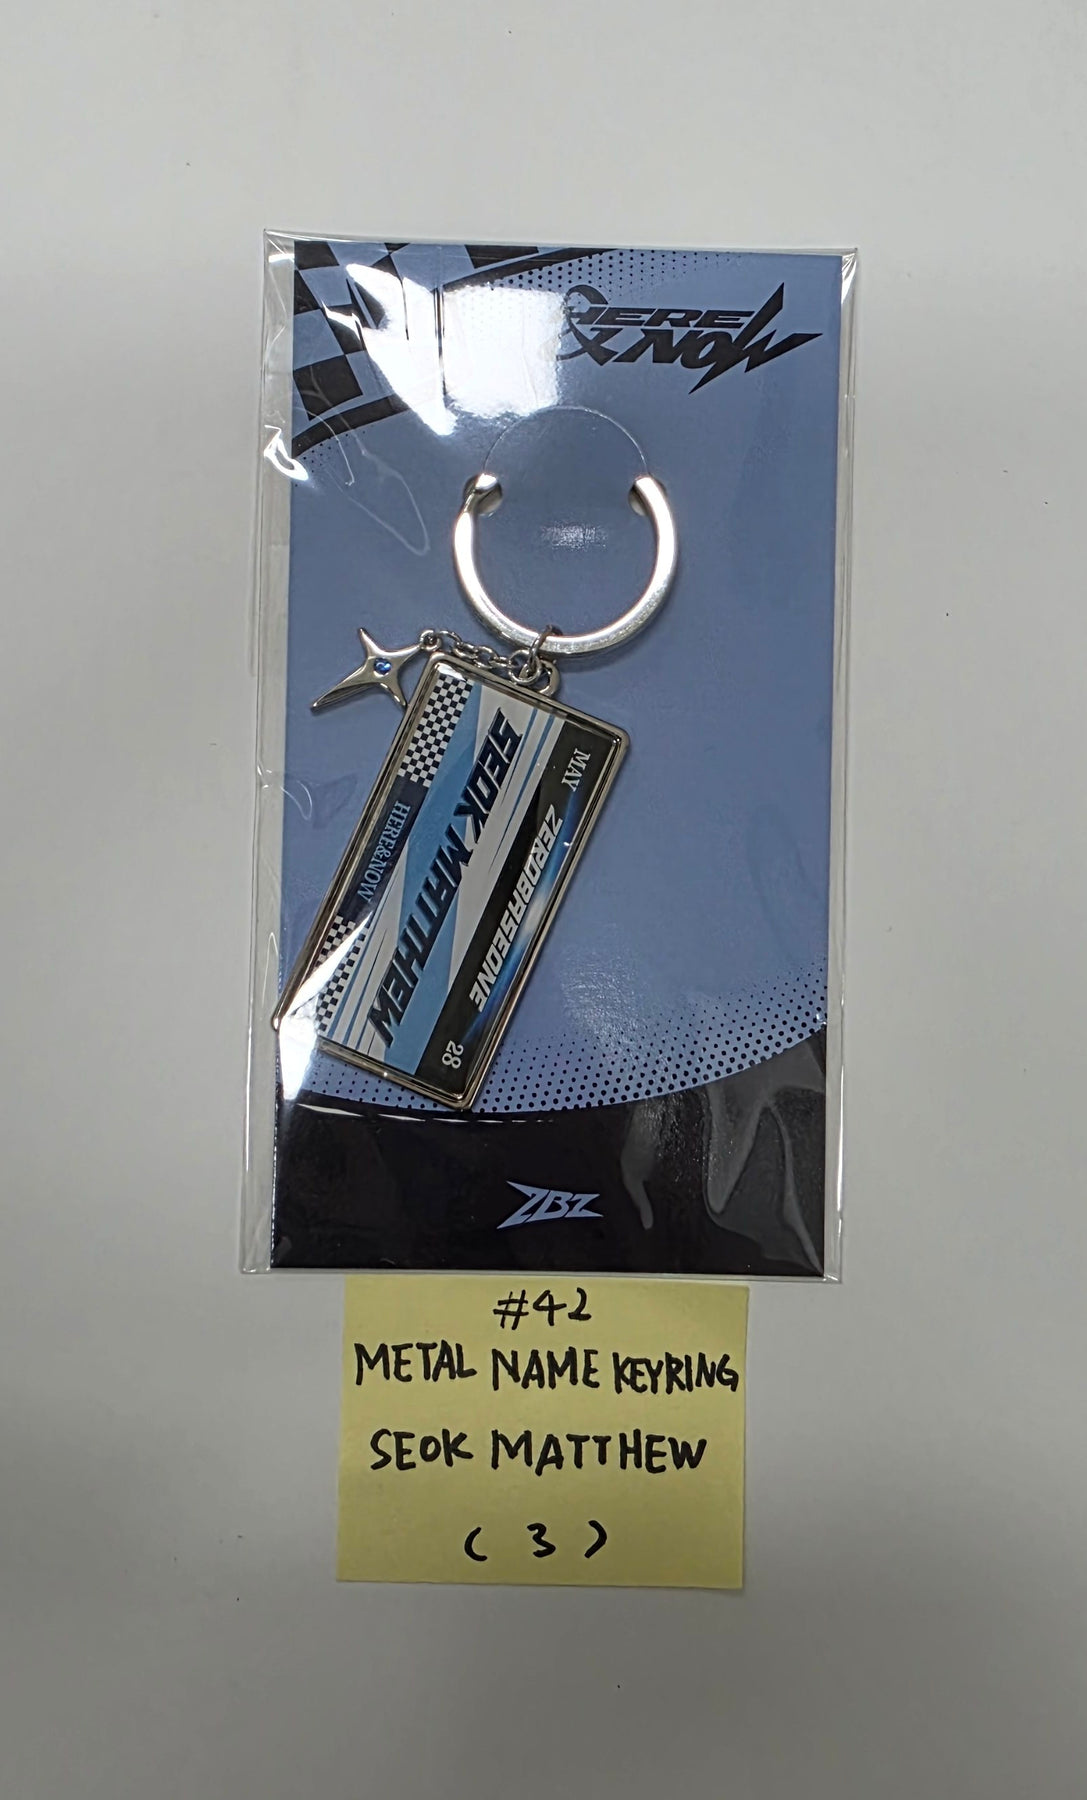 HERE
& NOW
MAY
ZEROBASEONE
28
SEOK MATTHEW
HERE&NOW
ZB1
#42
METAL NAME KEYRING
SEOK MATTHEW
(3)